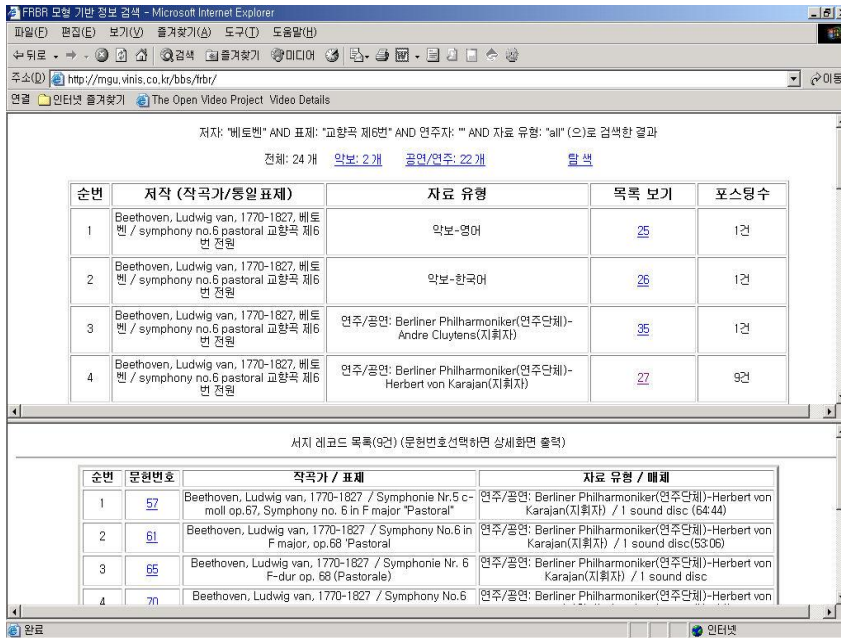 FRBR 모형 기반 정보 검색 - Microsoft Internet Explorer
파일(F) 편집(E) 보기(V) 즐겨찾기(A) 도구(T) 도움말(H)
뒤로 검색 즐겨찾기 미디어
주소(D) http://mgu.vinis.co.kr/bbs/frbr/ 이동
연결 인터넷 즐겨찾기 The Open Video Project Video Details
저자: "베토벤" AND 표제: "교향곡 제6번" AND 연주자: "" AND 자료 유형: "all" (으)로 검색한 결과
전체: 24 개 악보: 2 개 공연/연주: 22 개 탐 색
순번 저작 (작곡가/통일표제) 자료 유형 목록 보기 포스팅수
Beethoven, Ludwig van, 1770-1827, 베토
1 벤 / symphony no.6 pastoral 교향곡 제6 악보-영어 25 1건
번 전원
Beethoven, Ludwig van, 1770-1827, 베토
2 벤 / symphony no.6 pastoral 교향곡 제6 악보-한국어 26 1건
번 전원
Beethoven, Ludwig van, 1770-1827, 베토 연주/공연: Berliner Philharmoniker(연주단체)-
3 벤 / symphony no.6 pastoral 교향곡 제6 Andre Cluytens(지휘자) 35 1건
번 전원
Beethoven, Ludwig van, 1770-1827, 베토 연주/공연: Berliner Philharmoniker(연주단체)-
4 벤 / symphony no.6 pastoral 교향곡 제6 Herbert von Karajan(지휘자) 27 9건
번 전원
서지 레코드 목록(9건) (문헌번호선택하면 상세화면 출력)
순번 문헌번호 작곡가 / 표제 자료 유형 / 매체
1 57 Beethoven, Ludwig van, 1770-1827 / Symphonie Nr.5 c- 연주/공연: Berliner Philharmoniker(연주단체)-Herbert von
moll op.67, Symphony no. 6 in F major "Pastoral" Karajan(지휘자) / 1 sound disc (64:44)
2 61 Beethoven, Ludwig van, 1770-1827 / Symphony No.6 in 연주/공연: Berliner Philharmoniker(연주단체)-Herbert von
F major, op.68 'Pastoral Karajan(지휘자) / 1 sound disc(53:06)
3 65 Beethoven, Ludwig van, 1770-1827 / Symphonie Nr. 6 연주/공연: Berliner Philharmoniker(연주단체)-Herbert von
F-dur op. 68 (Pastorale) Karajan(지휘자) / 1 sound disc
4 70 Beethoven, Ludwig van, 1770-1827 / Symphony No.6 연주/공연: Berliner Philharmoniker(연주단체)-Herbert von
완료 인터넷